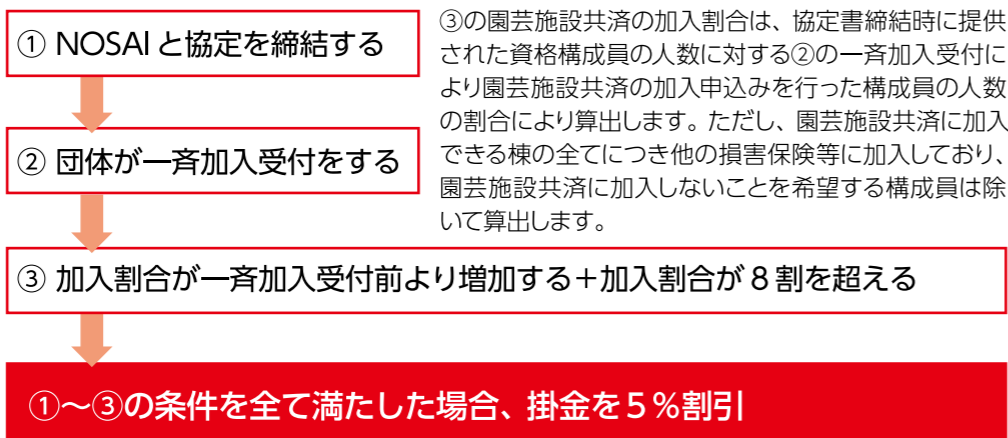 ① NOSAIと協定を締結する
③の園芸施設共済の加入割合は、協定書締結時に提供
された資格構成員の人数に対する②の一斉加入受付に
より園芸施設共済の加入申込みを行った構成員の人数
の割合により算出します。ただし、園芸施設共済に加入
できる棟の全てにつき他の損害保険等に加入しており、
園芸施設共済に加入しないことを希望する構成員は除
いて算出します。
② 団体が一斉加入受付をする
③ 加入割合が一斉加入受付前より増加する＋加入割合が8割を超える
①～③の条件を全て満たした場合、掛金を5％割引